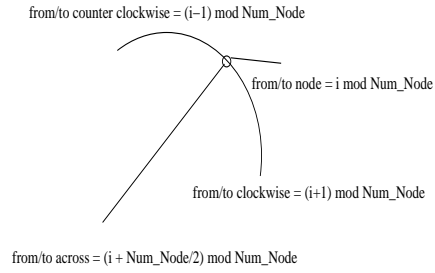 from/to counter clockwise = (i−1) mod Num_Node
from/to node = i mod Num_Node
from/to clockwise = (i+1) mod Num_Node
from/to across = (i + Num_Node/2) mod Num_Node